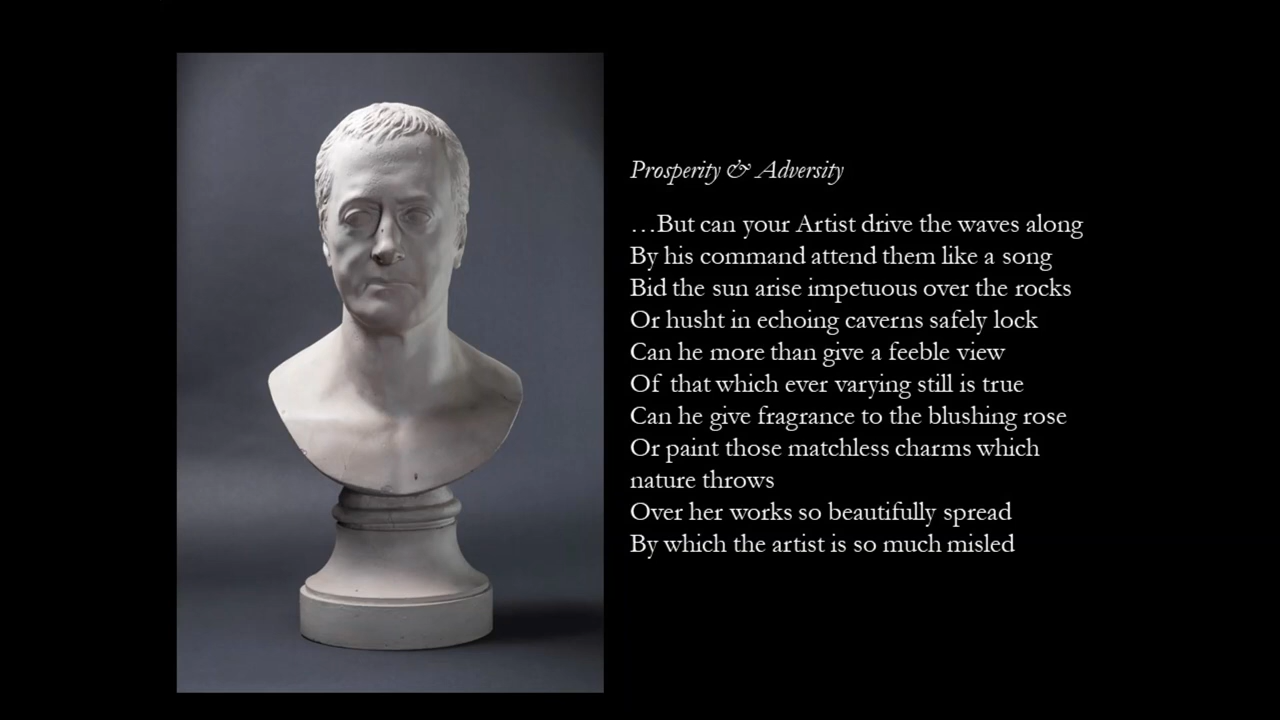 Prosperity & Adversity
…But can your Artist drive the waves along
By his command attend them like a song
Bid the sun arise impetuous over the rocks
Or husht in echoing caverns safely lock
Can he more than give a feeble view
Of that which ever varying still is true
Can he give fragrance to the blushing rose
Or paint those matchless charms which
nature throws
Over her works so beautifully spread
By which the artist is so much misled